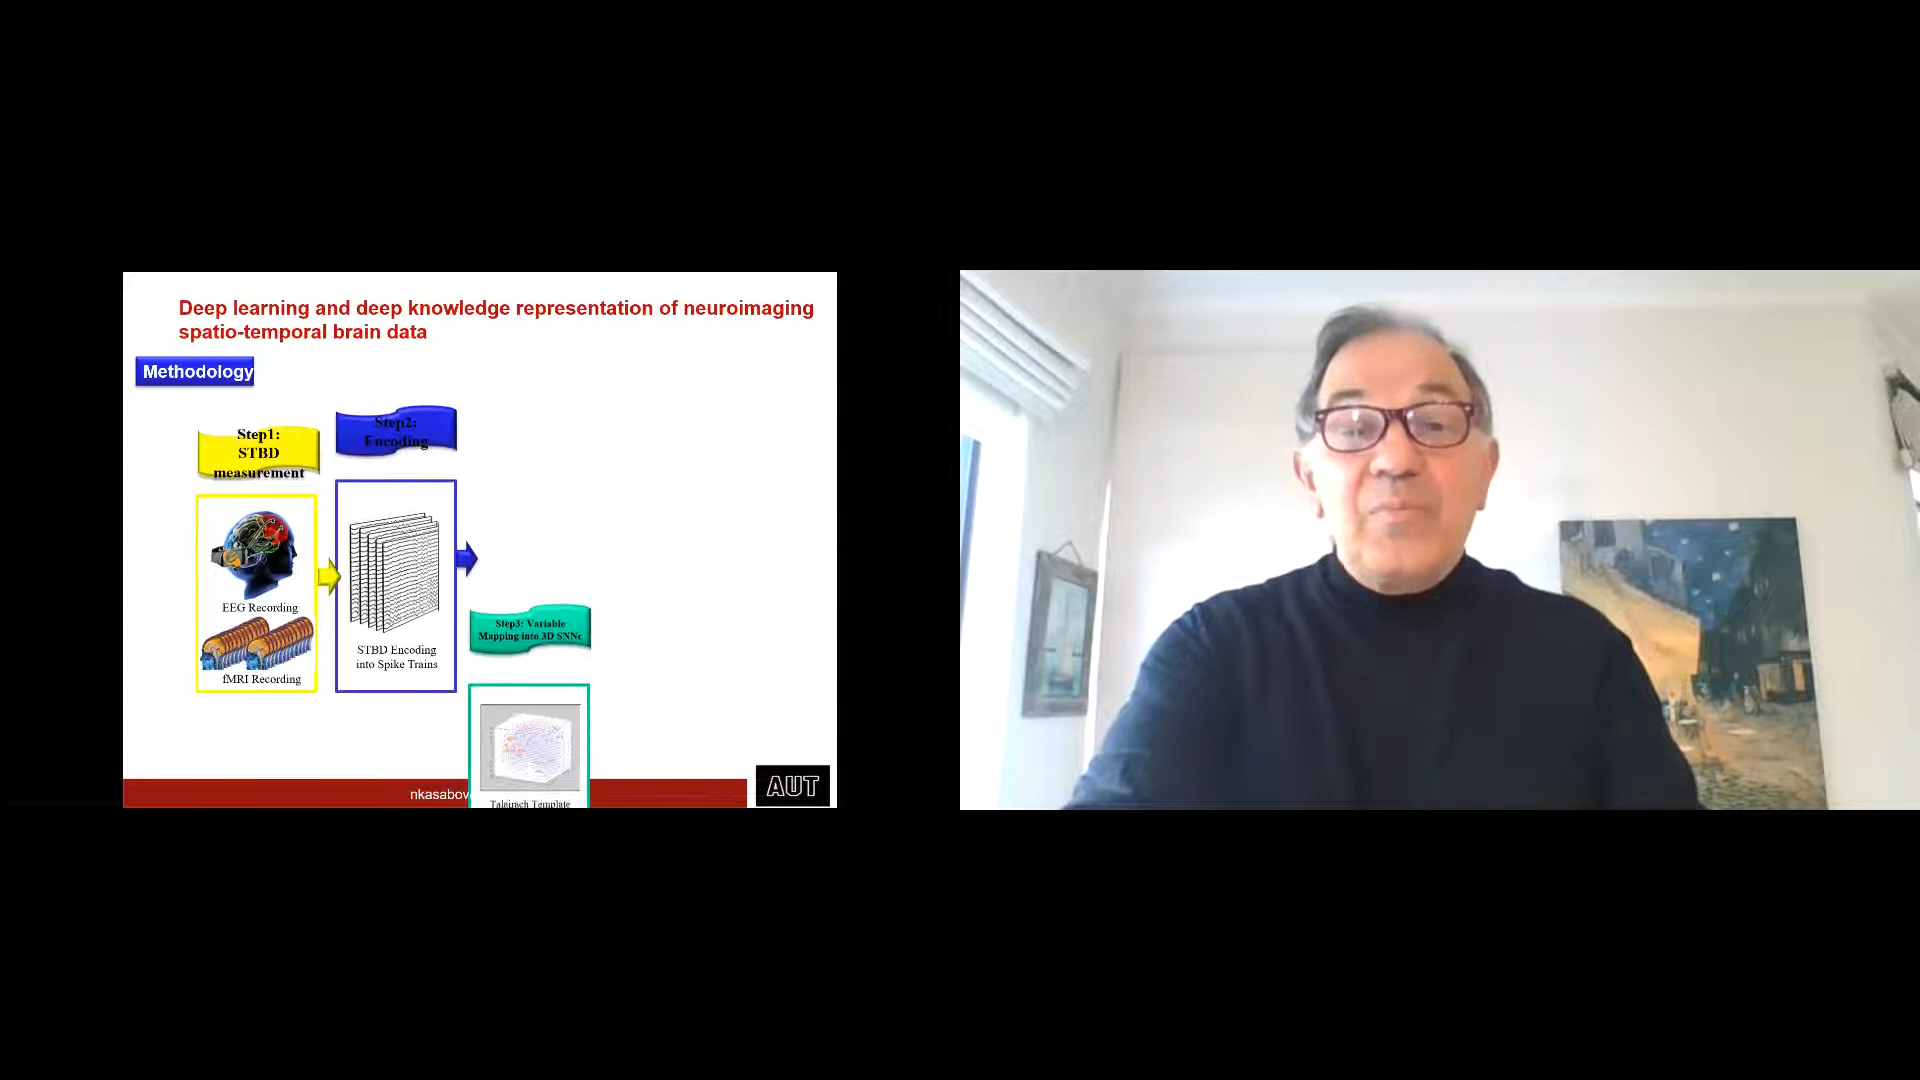 Deep learning and deep knowledge representation of neuroimaging
spatio-temporal brain data
Methodology
Step1:
STBD
measurement
EEG Recording
fMRI Recording
Step2:
Encoding
STBD Encoding
into Spike Trains
Step3: Variable
Mapping into 3D SNNc
Talairach Template
nkasabov
AUT